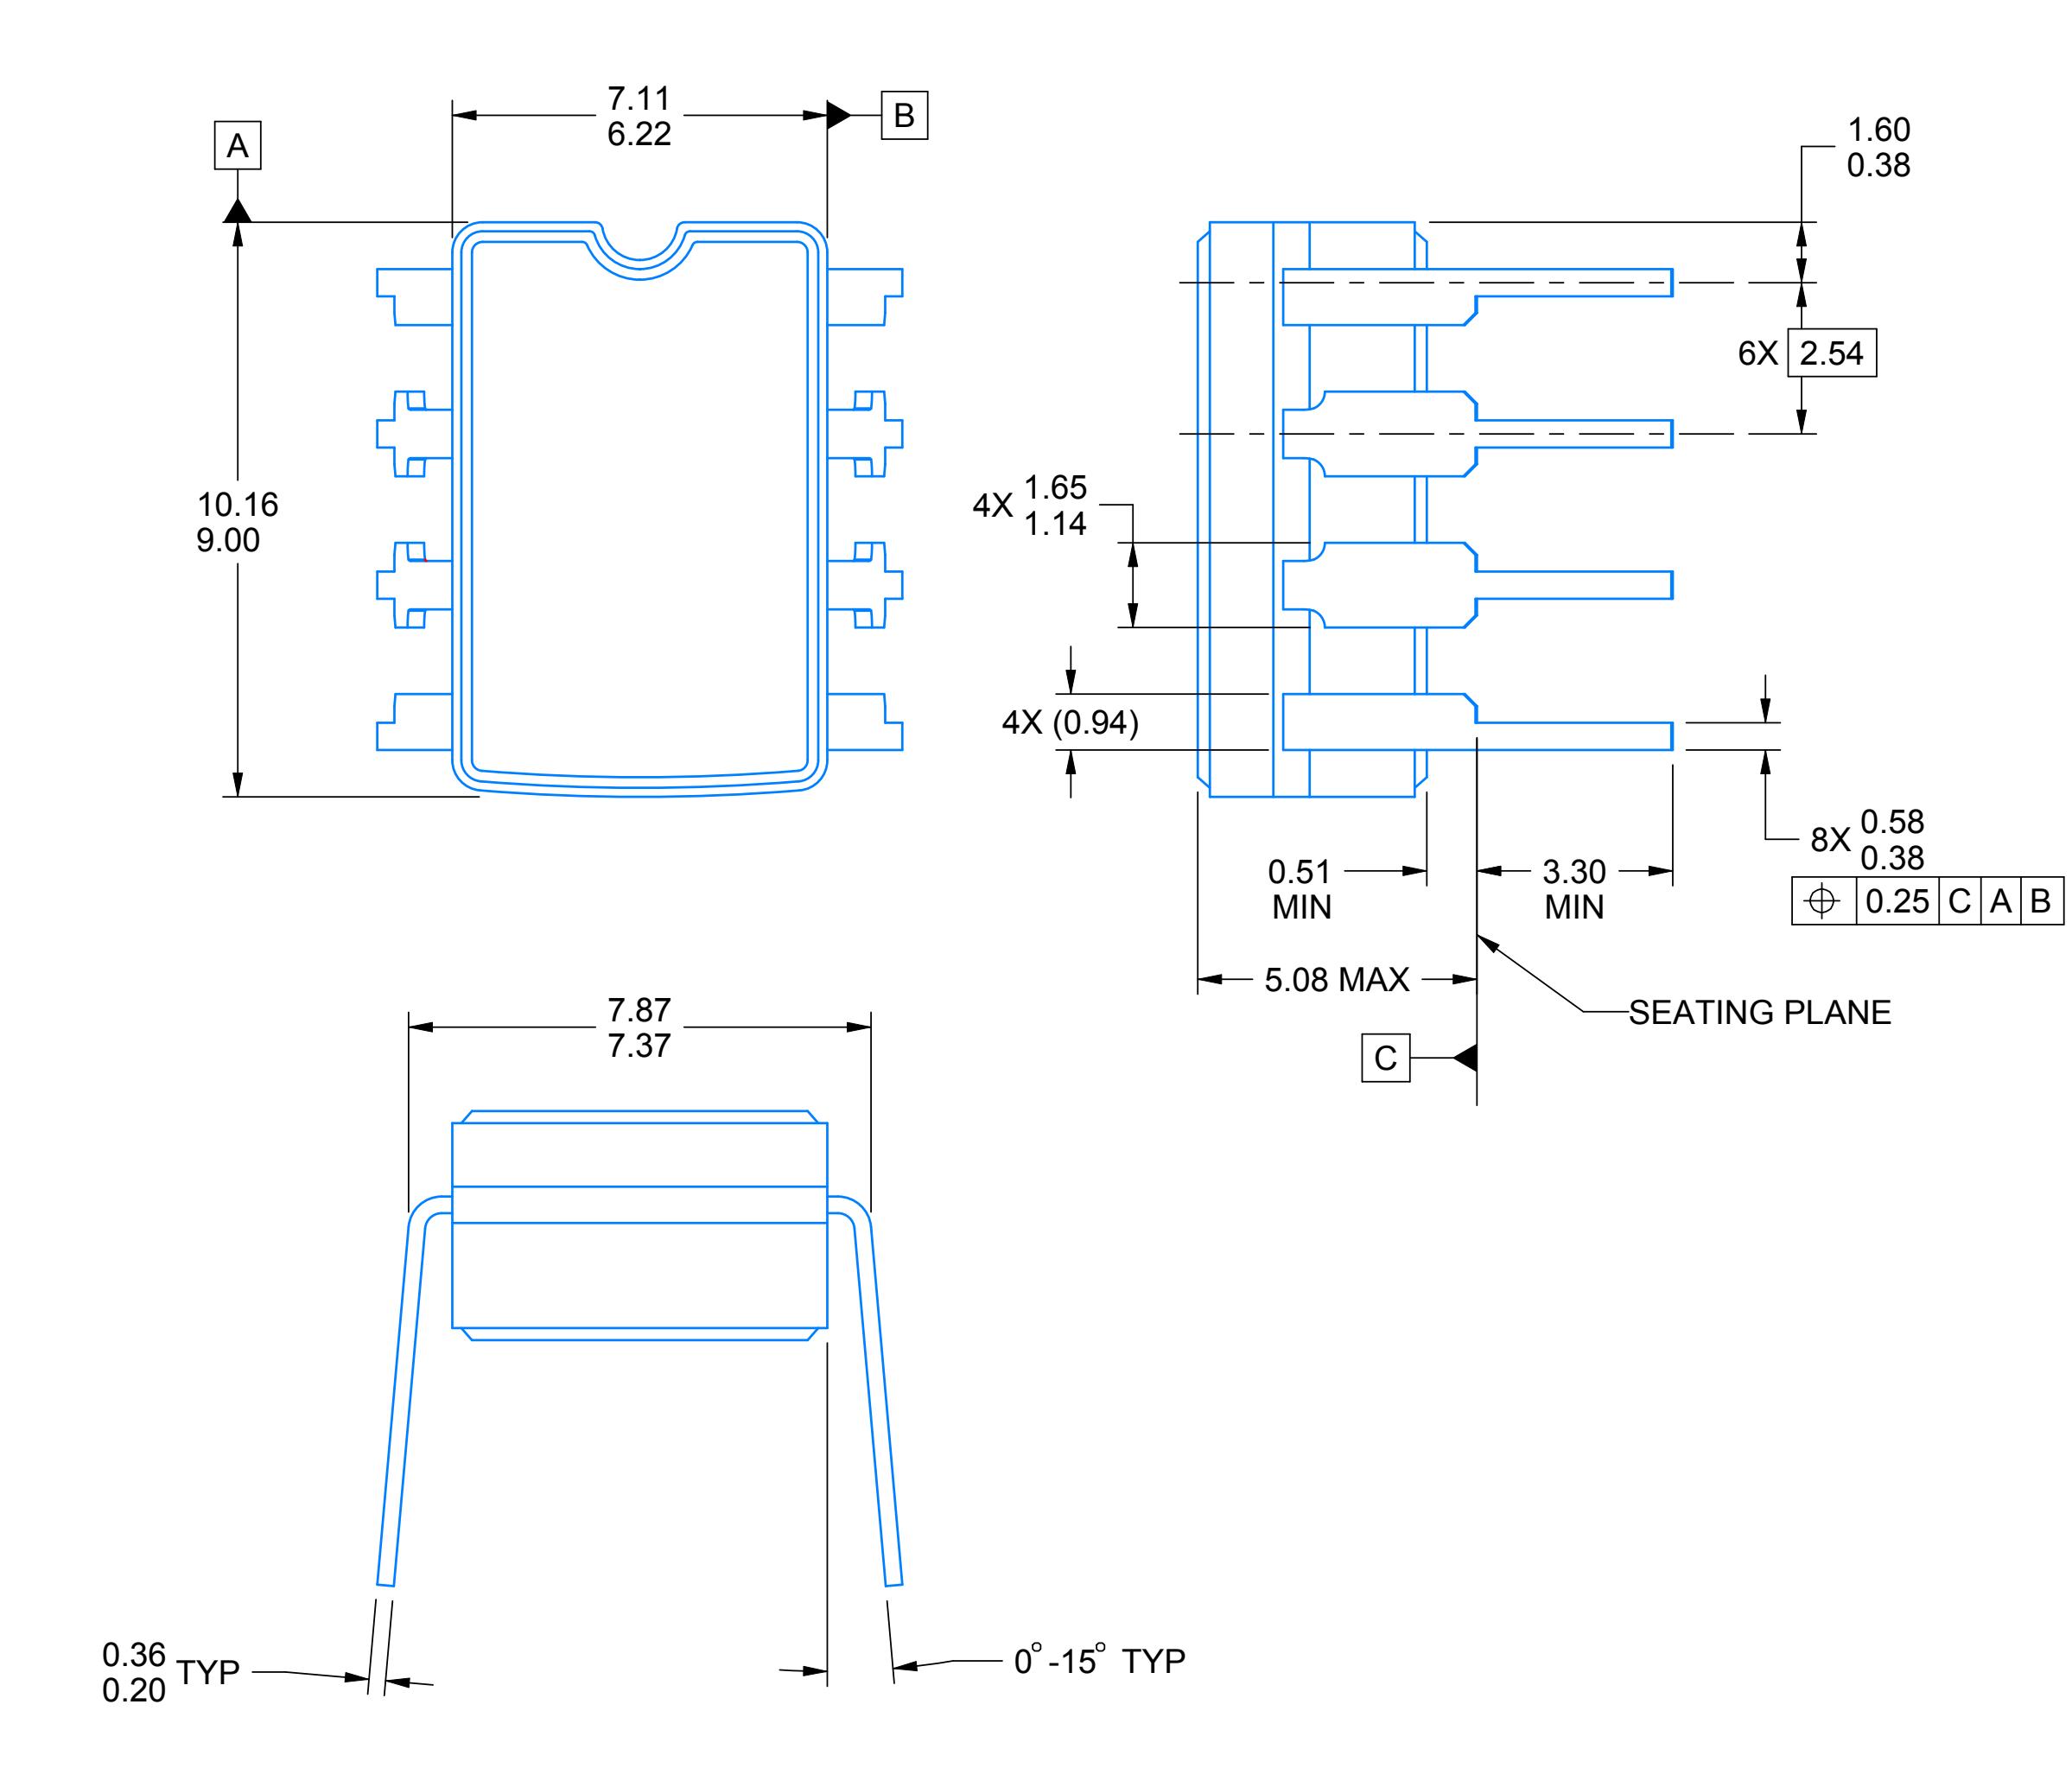 7.11
6.22
B
A
1.60
0.38
6X 2.54
10.16
9.00
4X 1.65
1.14
4X (0.94)
8X 0.58
0.38
0.25 C A B
0.51
MIN
3.30
MIN
5.08 MAX
SEATING PLANE
C
7.87
7.37
0.36
0.20 TYP
0°-15° TYP